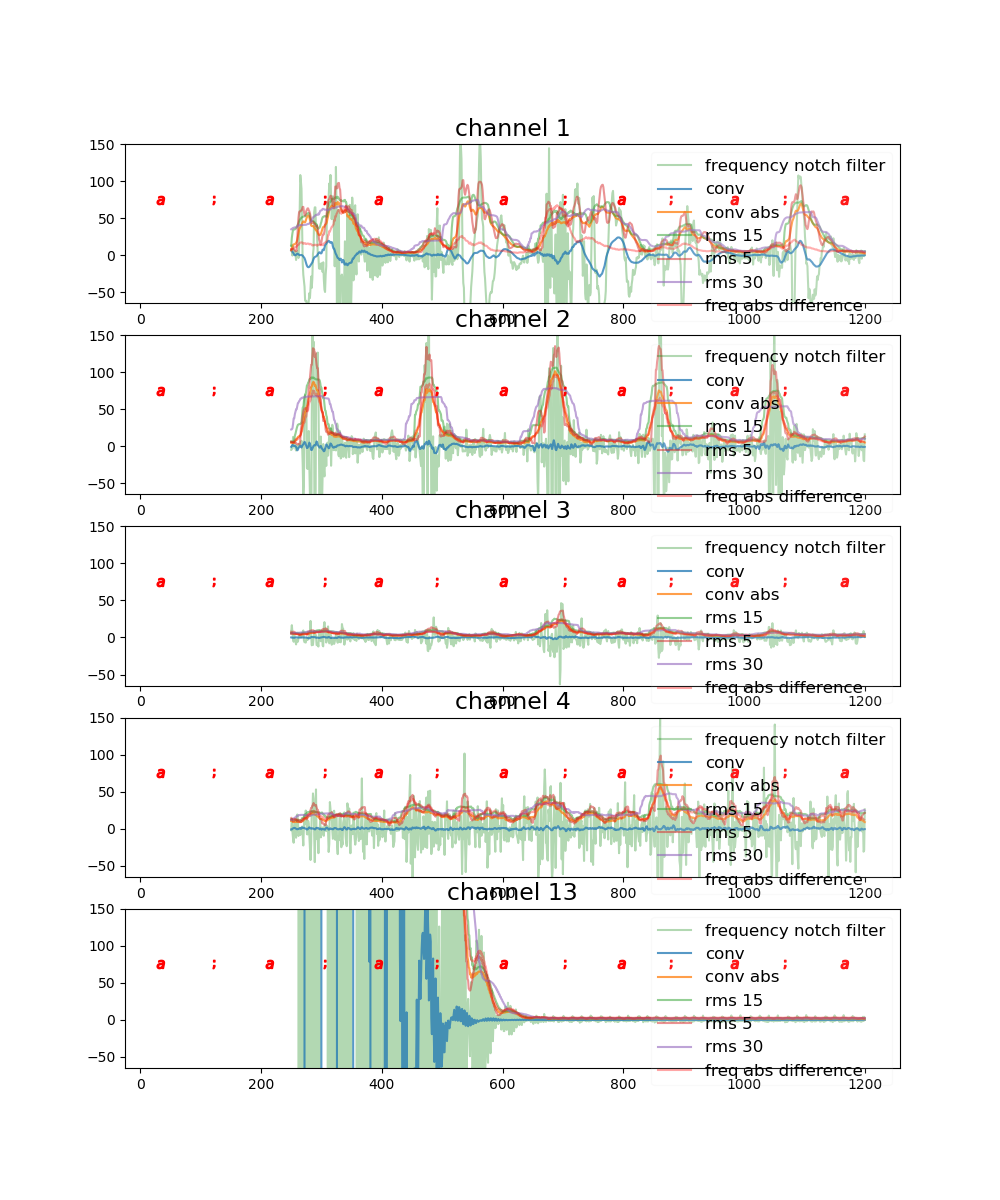 channel 1
150
100
50
0
−50
a ; a ; a ; a ; a ; a ; a
frequency notch filter
conv
conv abs
rms 15
rms 5
rms 30
freq abs difference
0 200 400 600 800 1000 1200
channel 2
150
100
50
0
−50
a ; a ; a ; a ; a ; a ; a
frequency notch filter
conv
conv abs
rms 15
rms 5
rms 30
freq abs difference
0 200 400 600 800 1000 1200
channel 3
150
100
50
0
−50
a ; a ; a ; a ; a ; a ; a
frequency notch filter
conv
conv abs
rms 15
rms 5
rms 30
freq abs difference
0 200 400 600 800 1000 1200
channel 4
150
100
50
0
−50
a ; a ; a ; a ; a ; a ; a
frequency notch filter
conv
conv abs
rms 15
rms 5
rms 30
freq abs difference
0 200 400 600 800 1000 1200
channel 13
150
100
50
0
−50
a ; a ; a ; a ; a ; a ; a
frequency notch filter
conv
conv abs
rms 15
rms 5
rms 30
freq abs difference
0 200 400 600 800 1000 1200